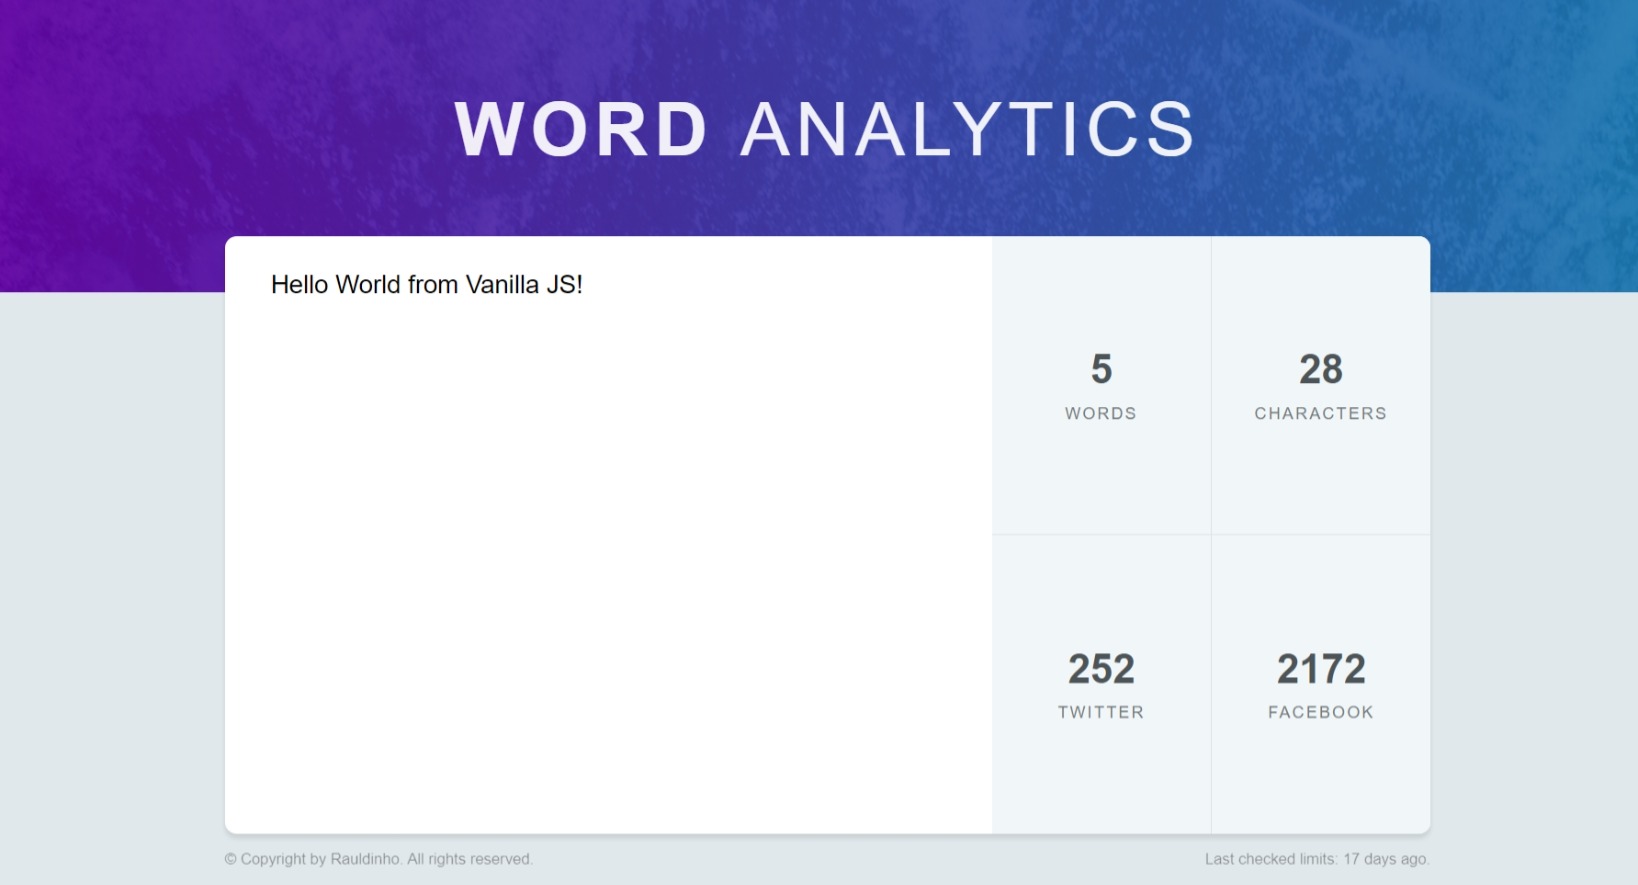 WORD ANALYTICS
Hello World from Vanilla JS!
5
WORDS
28
CHARACTERS
252
TWITTER
2172
FACEBOOK
© Copyright by Rauldinho. All rights reserved.
Last checked limits: 17 days ago.